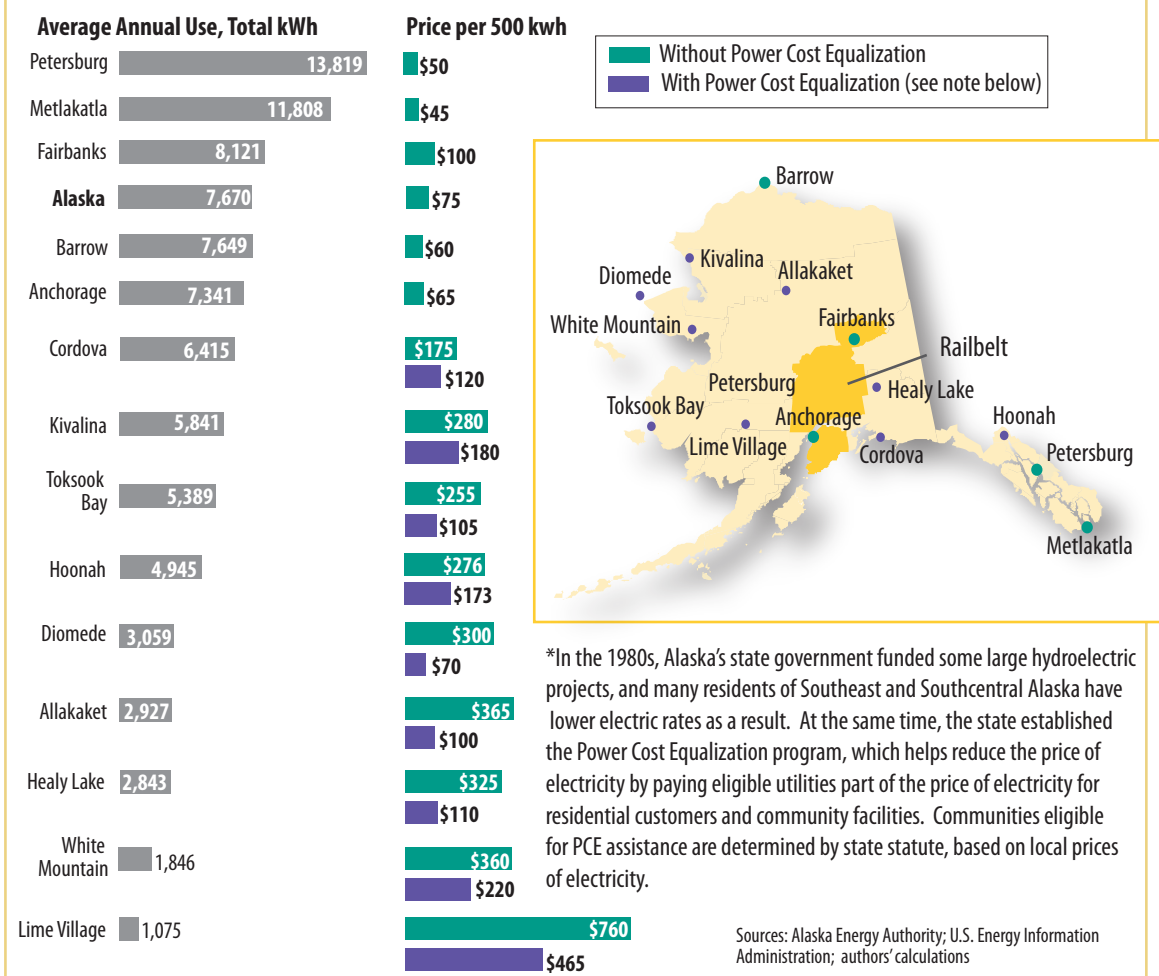 Average Annual Use, Total kWh
Price per 500 kwh
Without Power Cost Equalization
With Power Cost Equalization (see note below)
Petersburg
13,819
$50
Metlakatla
11,808
$45
Fairbanks
8,121
$100
Alaska
7,670
$75
Barrow
7,649
$60
Anchorage
7,341
$65
Cordova
6,415
$175
$120
Kivalina
5,841
$280
$180
Toksook
Bay
5,389
$255
$105
Hoonah
4,945
$276
$173
Diomede
3,059
$300
$70
Allakaket
2,927
$365
$100
Healy Lake
2,843
$325
$110
White
Mountain
1,846
$360
$220
Lime Village
1,075
$760
$465
Barrow
Kivalina
Allakaket
Diomede
White Mountain
Fairbanks
Railbelt
Petersburg
Healy Lake
Toksook Bay
Anchorage
Hoonah
Lime Village
Cordova
Petersburg
Metlakatla
*In the 1980s, Alaska's state government funded some large hydroelectric
projects, and many residents of Southeast and Southcentral Alaska have
lower electric rates as a result. At the same time, the state established
the Power Cost Equalization program, which helps reduce the price of
electricity by paying eligible utilities part of the price of electricity for
residential customers and community facilities. Communities eligible
for PCE assistance are determined by state statute, based on local prices
of electricity.
Sources: Alaska Energy Authority; U.S. Energy Information
Administration; authors' calculations